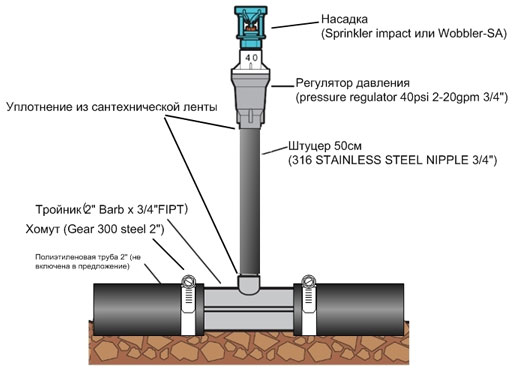 Насадка
(Sprinkler impact или Wobbler-SA)
40
Регулятор давления
(pressure regulator 40psi 2-20gpm 3/4")
Уплотнение из сантехнической ленты
Штуцер 50см
(316 STAINLESS STEEL NIPPLE 3/4")
Тройник(2" Barb x 3/4"FIPT)
Хомут (Gear 300 steel 2")
Полиэтиленовая труба 2" (не
включена в предложение)